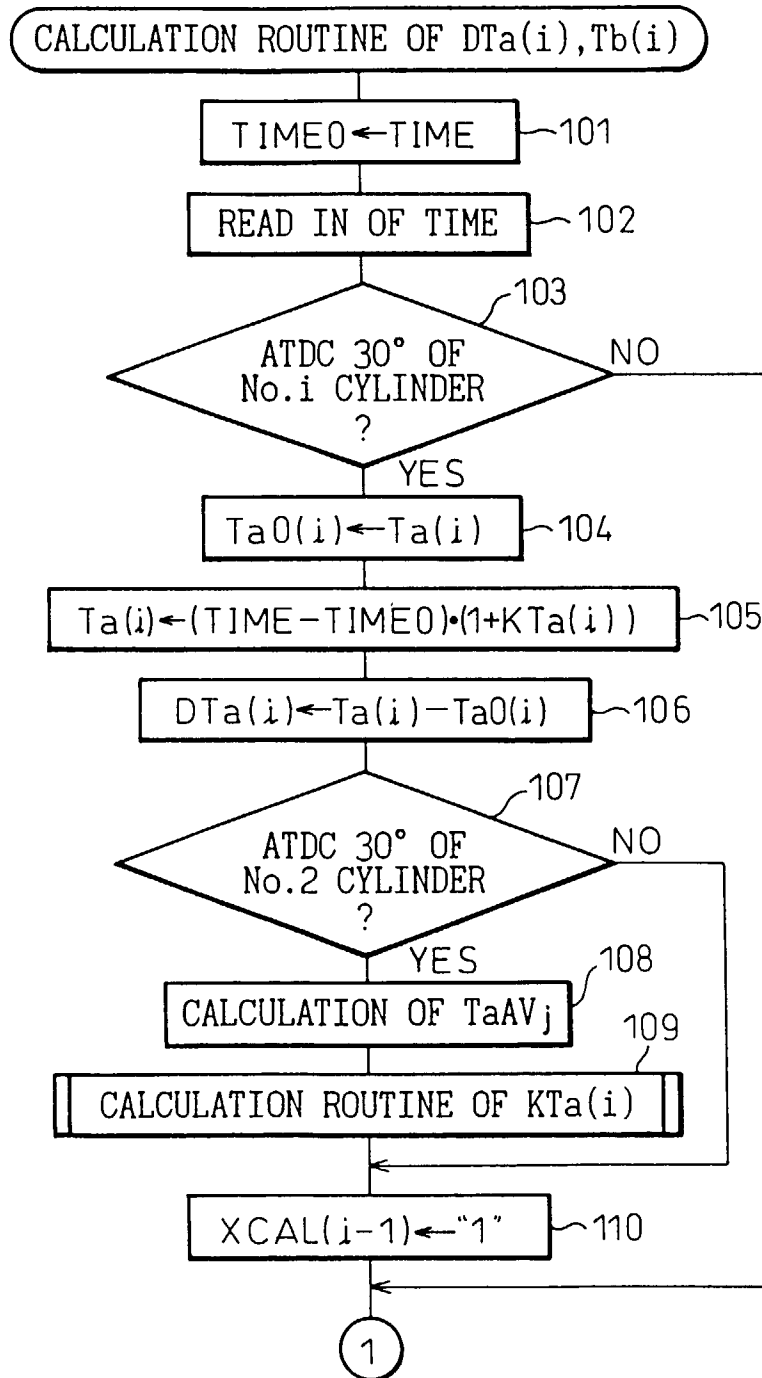 CALCULATION ROUTINE OF DTa(i),Tb(i)
TIME0←TIME
101
READ IN OF TIME
102
103
ATDC 30° OF
No.i CYLINDER
?
NO
YES
Ta0(i)←Ta(i)
104
Ta(i)←(TIME-TIME0)•(1+KTa(i))
105
DTa(i)←Ta(i)-Ta0(i)
106
107
ATDC 30° OF
No.2 CYLINDER
?
NO
YES
108
CALCULATION OF TaAVj
109
CALCULATION ROUTINE OF KTa(i)
XCAL(i-1)←"1"
110
1